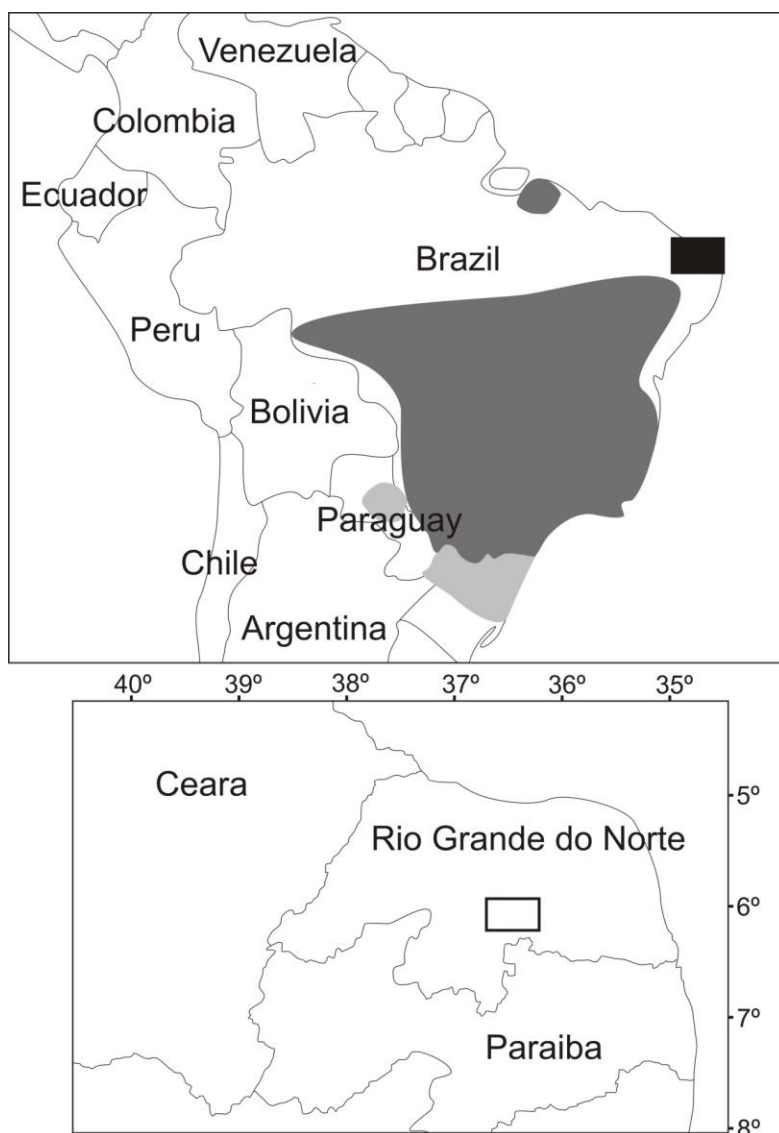 Venezuela
Colombia
Ecuador
Brazil
Peru
Bolivia
Paraguay
Chile
Argentina
40º 39º 38º 37º 36º 35º
Ceara
5º
Rio Grande do Norte
6º
7º
Paraiba
8º